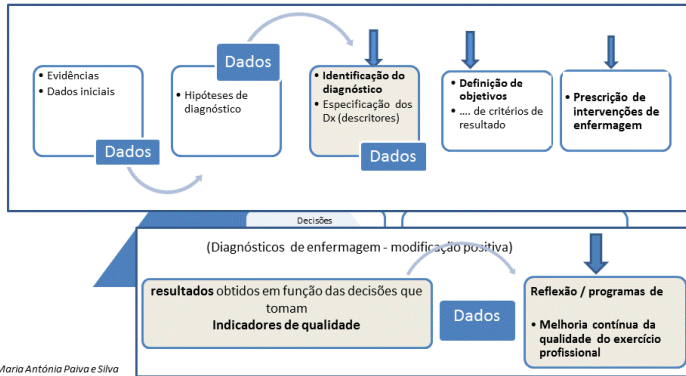 • Evidências
• Dados iniciais
Dados
• Hipóteses de
diagnóstico
Dados
• Identificação do
diagnóstico
• Especificação dos
Dx (descritores)
Dados
• Definição de
objetivos
• .... de critérios de
resultado
• Prescrição de
intervenções de
enfermagem
Decisões
(Diagnósticos de enfermagem - modificação positiva)
resultados obtidos em função das decisões que
tomam
Indicadores de qualidade
Dados
Reflexão / programas de
• Melhoria contínua da
qualidade do exercício
profissional
Maria Antónia Paiva e Silva